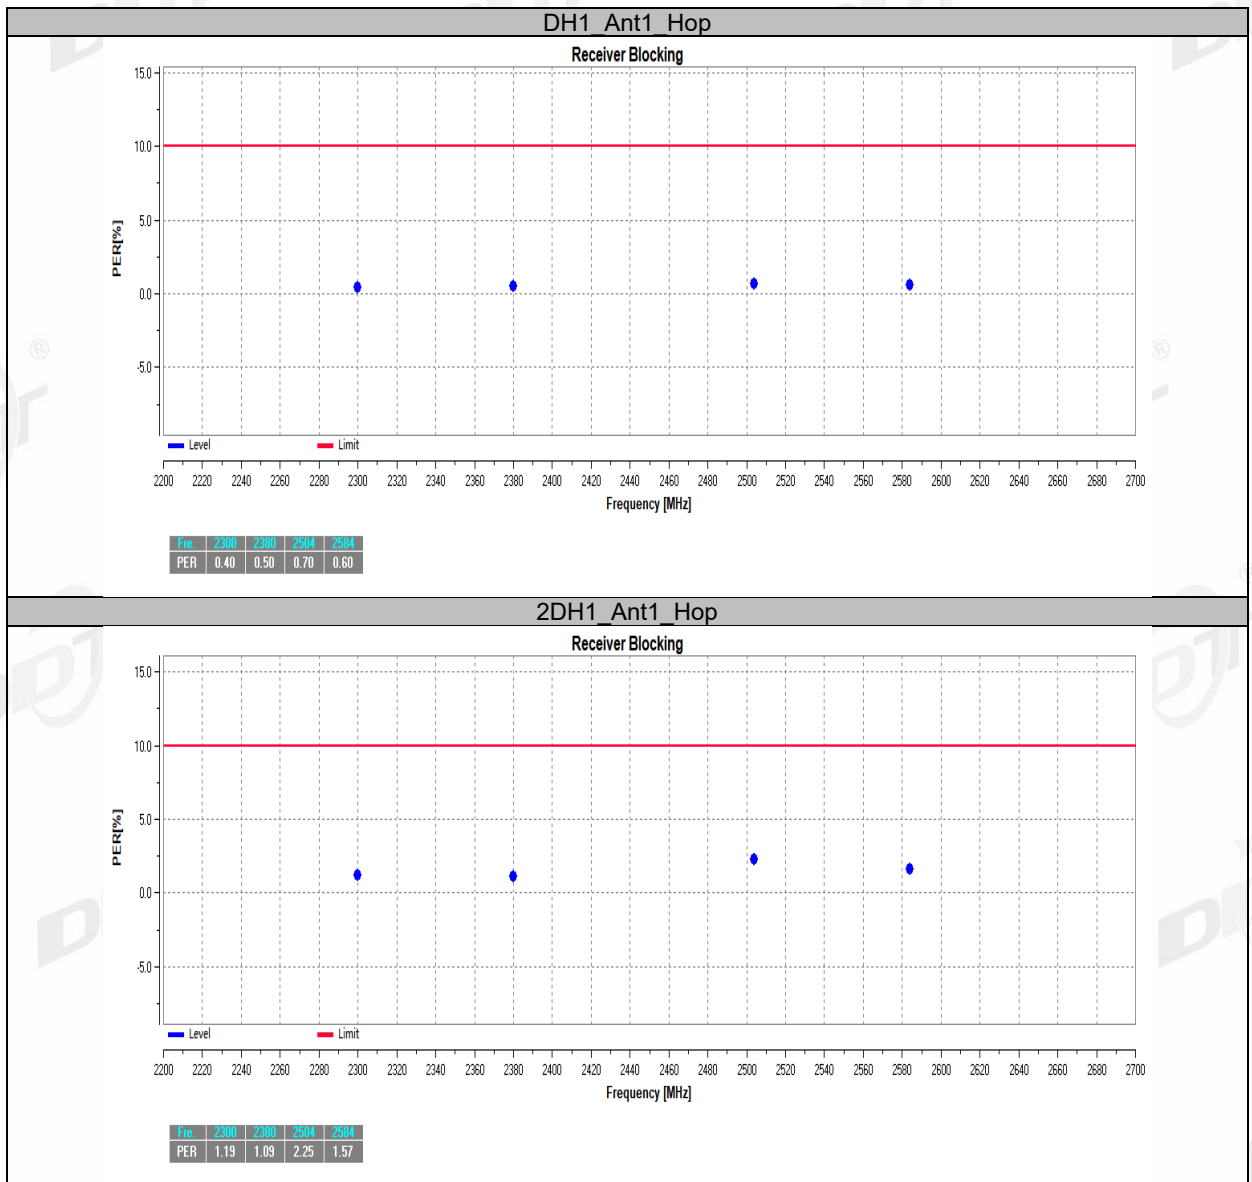 DH1_Ant1_Hop
Receiver Blocking
15.0
10.0
5.0
0.0
-5.0
PER[%]
Level Limit
2200 2220 2240 2260 2280 2300 2320 2340 2360 2380 2400 2420 2440 2460 2480 2500 2520 2540 2560 2580 2600 2620 2640 2660 2680 2700
Frequency [MHz]
Fre. 2300 2380 2504 2584
PER 0.40 0.50 0.70 0.60
2DH1_Ant1_Hop
Receiver Blocking
15.0
10.0
5.0
0.0
-5.0
PER[%]
Level Limit
2200 2220 2240 2260 2280 2300 2320 2340 2360 2380 2400 2420 2440 2460 2480 2500 2520 2540 2560 2580 2600 2620 2640 2660 2680 2700
Frequency [MHz]
Fre. 2300 2380 2504 2584
PER 1.19 1.09 2.25 1.57